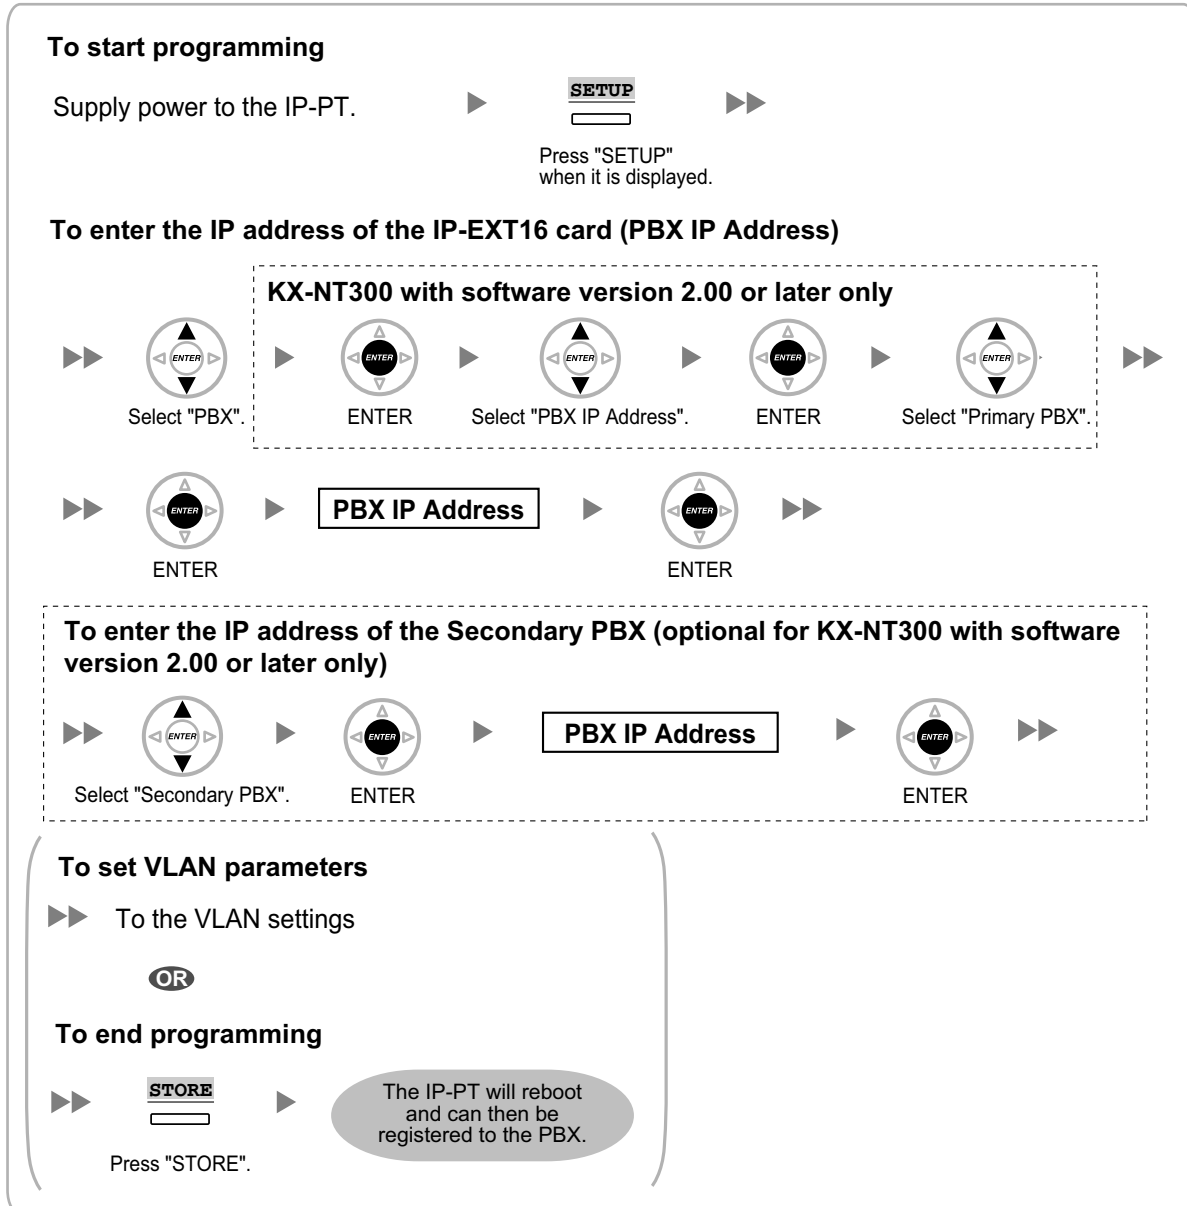 To start programming
Supply power to the IP-PT.
SETUP
Press "SETUP"
when it is displayed.
To enter the IP address of the IP-EXT16 card (PBX IP Address)
KX-NT300 with software version 2.00 or later only
ENTER ENTER ENTER ENTER ENTER
Select "PBX". ENTER Select "PBX IP Address". ENTER Select "Primary PBX".
ENTER PBX IP Address ENTER
ENTER ENTER
To enter the IP address of the Secondary PBX (optional for KX-NT300 with software
version 2.00 or later only)
ENTER ENTER PBX IP Address ENTER
Select "Secondary PBX". ENTER ENTER
To set VLAN parameters
To the VLAN settings
OR
To end programming
STORE
Press "STORE".
The IP-PT will reboot
and can then be
registered to the PBX.